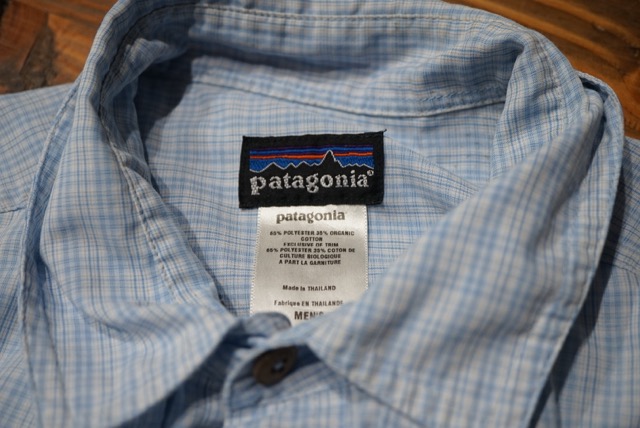 patagonia®
patagonia®
65% POLYESTER 35% ORGANIC
COTTON
EXCLUSIVE OF TRIM
65% POLYESTER 35% COTON DE
CULTURE BIOLOGIQUE
A PART LA GARNITURE
Made in THAILAND
Fabriqué EN THAILANDE
MEN'S